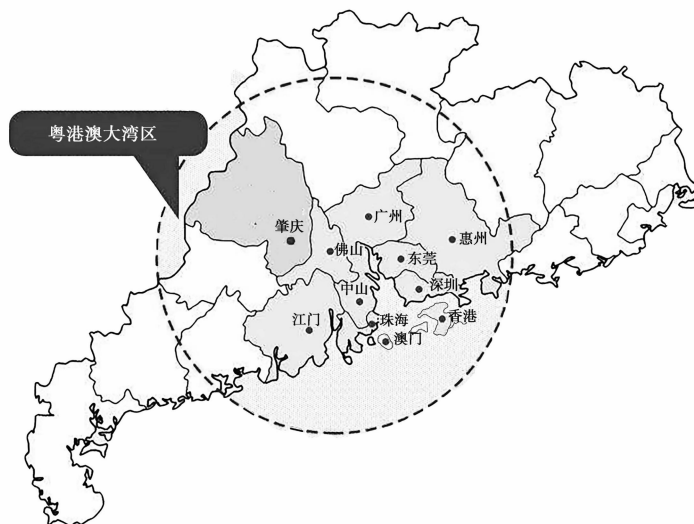 粤港澳大湾区
广州
肇庆
惠州
佛山
东莞
深圳
中山
江门
珠海
香港
澳门